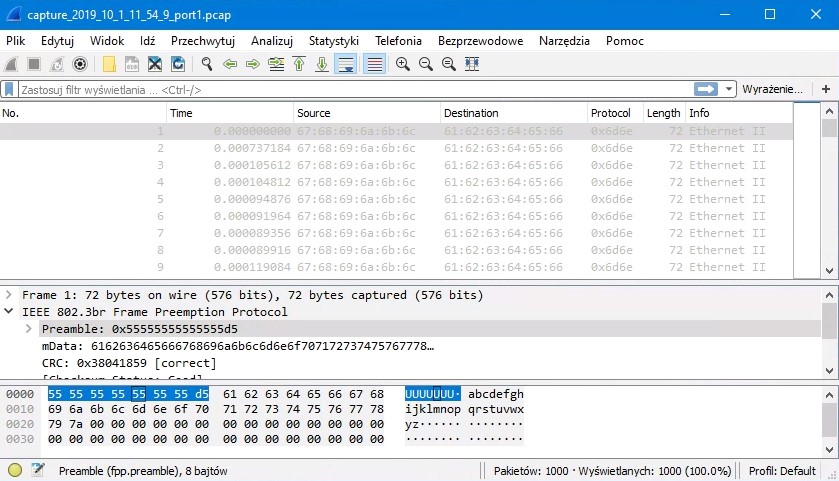 capture_2019_10_1_11_54_9_port1.pcap
Plik Edytuj Widok Idź Przechwytuj Analizuj Statystyki Telefonia Bezprzewodowe Narzędzia Pomoc
Zastosuj filtr wyświetlania ... <Ctrl-/> Wyrażenie... +
No. Time Source Destination Protocol Length Info
1 0.000000000 67:68:69:6a:6b:6c 61:62:63:64:65:66 0x6d6e 72 Ethernet II
2 0.000737184 67:68:69:6a:6b:6c 61:62:63:64:65:66 0x6d6e 72 Ethernet II
3 0.000105612 67:68:69:6a:6b:6c 61:62:63:64:65:66 0x6d6e 72 Ethernet II
4 0.000104812 67:68:69:6a:6b:6c 61:62:63:64:65:66 0x6d6e 72 Ethernet II
5 0.000094876 67:68:69:6a:6b:6c 61:62:63:64:65:66 0x6d6e 72 Ethernet II
6 0.000091964 67:68:69:6a:6b:6c 61:62:63:64:65:66 0x6d6e 72 Ethernet II
7 0.000089356 67:68:69:6a:6b:6c 61:62:63:64:65:66 0x6d6e 72 Ethernet II
8 0.000089916 67:68:69:6a:6b:6c 61:62:63:64:65:66 0x6d6e 72 Ethernet II
9 0.000119084 67:68:69:6a:6b:6c 61:62:63:64:65:66 0x6d6e 72 Ethernet II
Frame 1: 72 bytes on wire (576 bits), 72 bytes captured (576 bits)
IEEE 802.3br Frame Preemption Protocol
Preamble: 0x55555555555555d5
mData: 6162636465666768696a6b6c6d6e6f707172737475767778…
CRC: 0x38041859 [correct]
[Checksum Status: Good]
0000 55 55 55 55 55 55 55 d5 61 62 63 64 65 66 67 68 UUUUUUU· abcdefgh
0010 69 6a 6b 6c 6d 6e 6f 70 71 72 73 74 75 76 77 78 ijklmnop qrstuvwx
0020 79 7a 00 00 00 00 00 00 00 00 00 00 00 00 00 00 yz······ ········
0030 00 00 00 00 00 00 00 00 00 00 00 00 00 00 00 00 ········ ········
Preamble (fpp.preamble), 8 bajtów Pakietów: 1000 · Wyświetlanych: 1000 (100.0%) Profil: Default